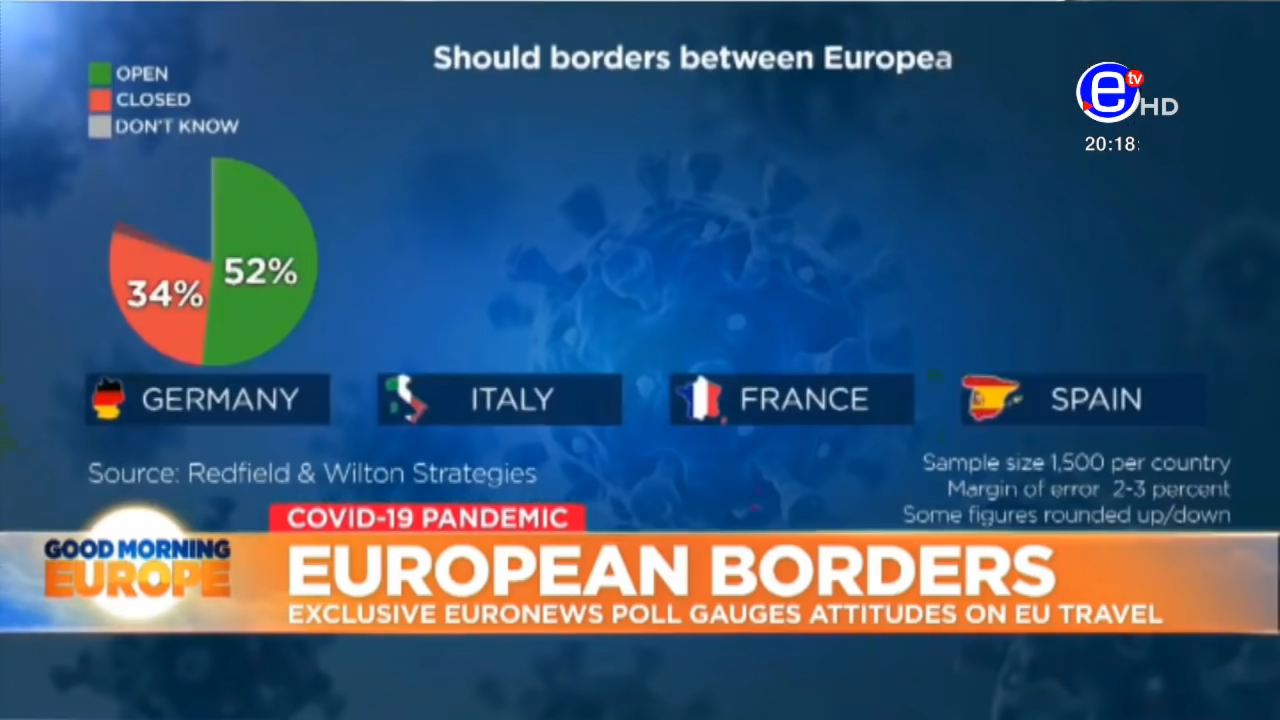 Should borders between Europea
OPEN
CLOSED
DON'T KNOW
e tv HD
20:18:
52%
34%
GERMANY
ITALY
FRANCE
SPAIN
Source: Redfield & Wilton Strategies
Sample size 1,500 per country
Margin of error 2-3 percent
Some figures rounded up/down
COVID-19 PANDEMIC
GOOD MORNING
EUROPE
EUROPEAN BORDERS
EXCLUSIVE EURONEWS POLL GAUGES ATTITUDES ON EU TRAVEL